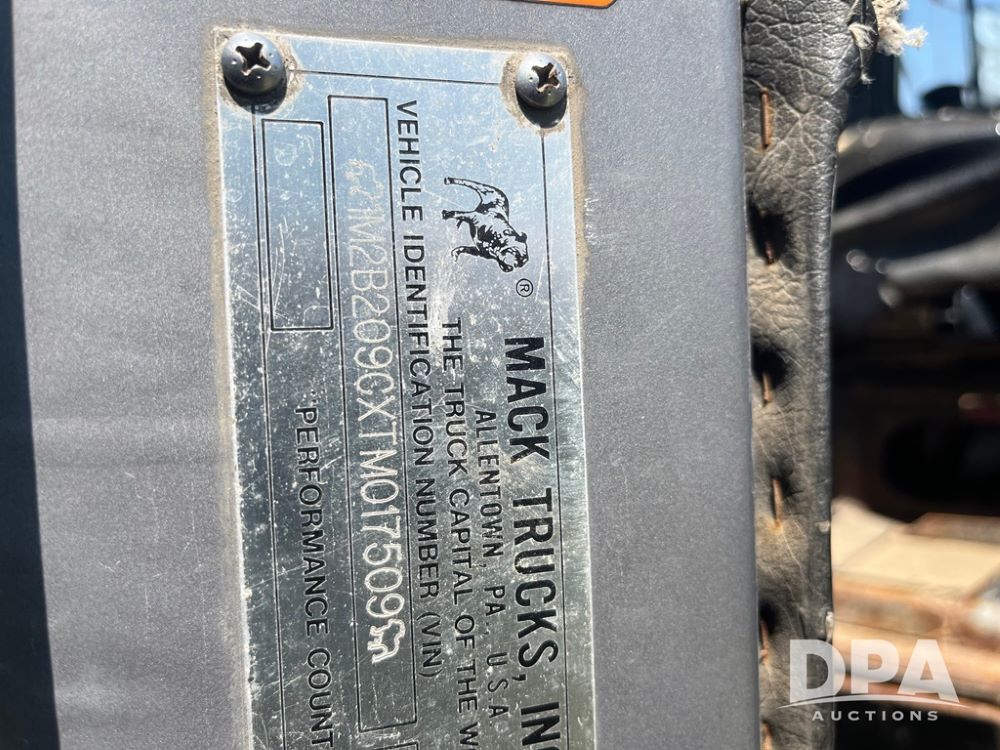 ®
MACK TRUCKS, INC
ALLENTOWN, PA., U S A
THE TRUCK CAPITAL OF THE W
VEHICLE IDENTIFICATION NUMBER (VIN)
1M2B209CXTM017509
"PERFORMANCE COUNT
DPA
AUCTIONS